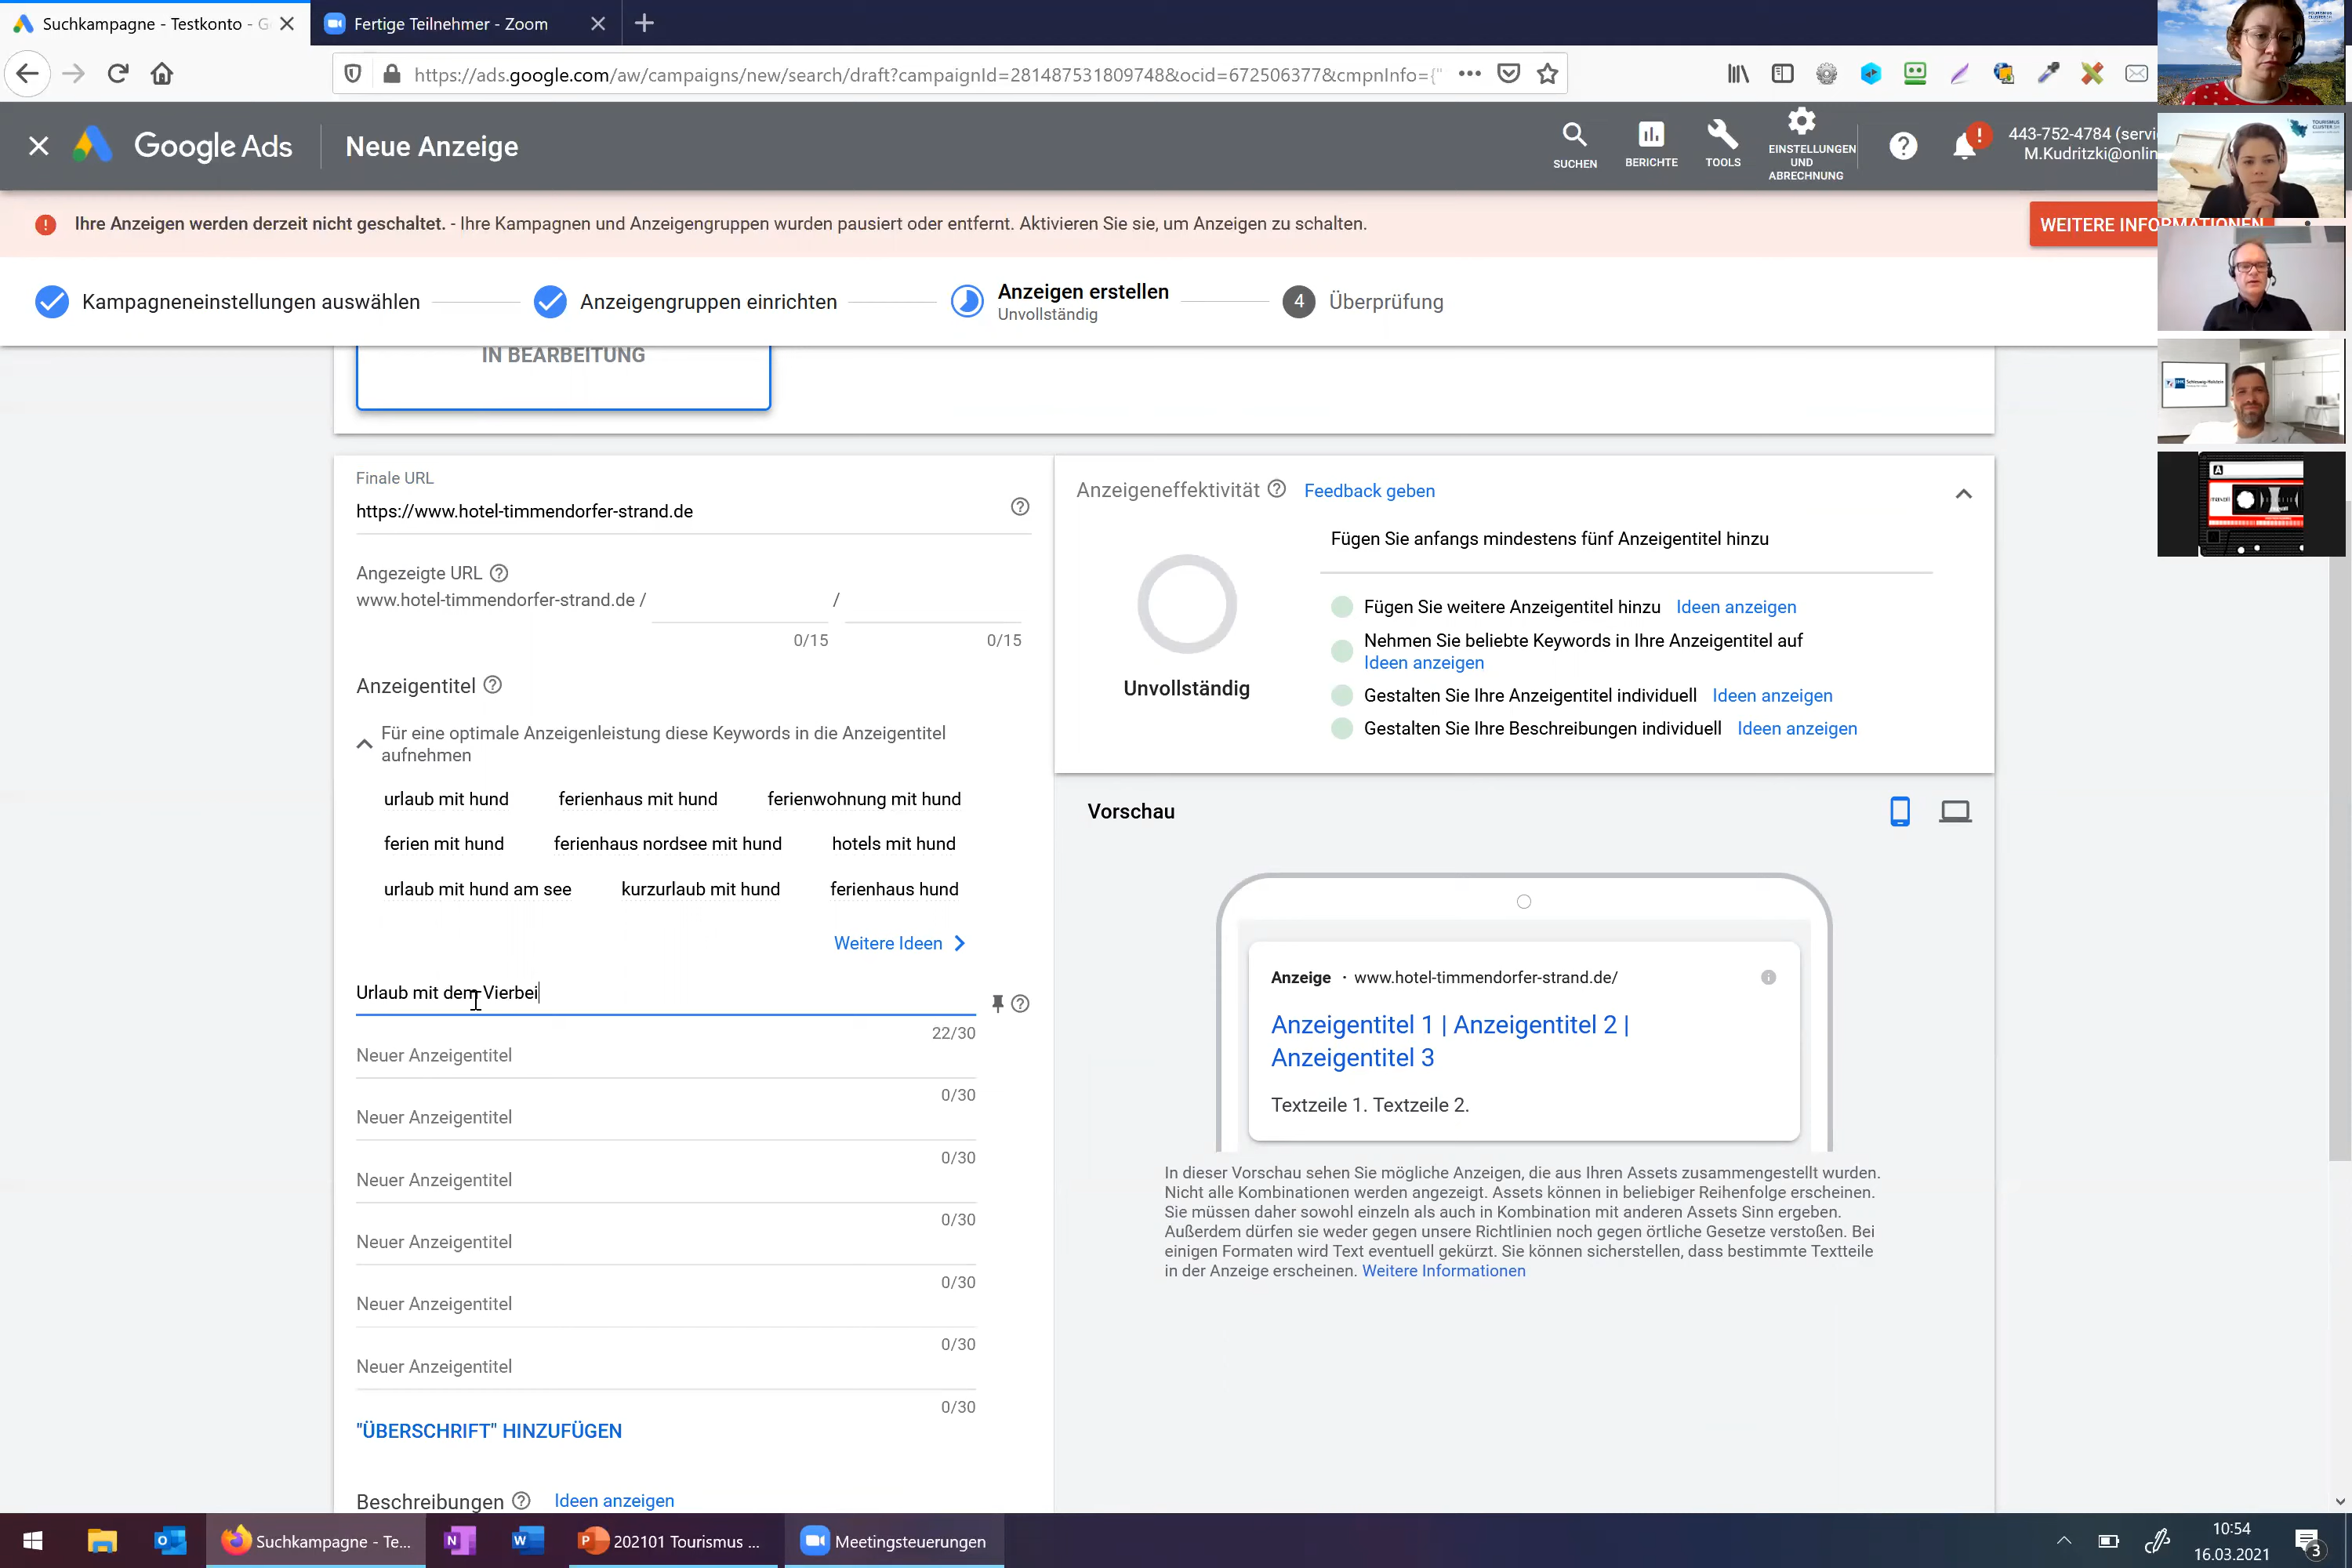 Suchkampagne - Testkonto - G
Fertige Teilnehmer - Zoom
https://ads.google.com/aw/campaigns/new/search/draft?campaignId=281487531809748&ocid=672506377&cmpnInfo={"
Google Ads
Neue Anzeige
SUCHEN
BERICHTE
TOOLS
EINSTELLUNGEN
UND
ABRECHNUNG
443-752-4784 (servi
M.Kudritzki@onlin
Ihre Anzeigen werden derzeit nicht geschaltet. - Ihre Kampagnen und Anzeigengruppen wurden pausiert oder entfernt. Aktivieren Sie sie, um Anzeigen zu schalten.
WEITERE INFORMATIONEN
Kampagneneinstellungen auswählen
Anzeigengruppen einrichten
Anzeigen erstellen
Unvollständig
4
Überprüfung
IN BEARBEITUNG
Finale URL
https://www.hotel-timmendorfer-strand.de
Angezeigte URL
www.hotel-timmendorfer-strand.de /
/
0/15
0/15
Anzeigentitel
Für eine optimale Anzeigenleistung diese Keywords in die Anzeigentitel
aufnehmen
urlaub mit hund
ferienhaus mit hund
ferienwohnung mit hund
ferien mit hund
ferienhaus nordsee mit hund
hotels mit hund
urlaub mit hund am see
kurzurlaub mit hund
ferienhaus hund
Weitere Ideen
Urlaub mit dem Vierbei
22/30
Neuer Anzeigentitel
0/30
Neuer Anzeigentitel
0/30
Neuer Anzeigentitel
0/30
Neuer Anzeigentitel
0/30
Neuer Anzeigentitel
0/30
Neuer Anzeigentitel
0/30
"ÜBERSCHRIFT" HINZUFÜGEN
Beschreibungen
Ideen anzeigen
Anzeigeneffektivität
Feedback geben
Unvollständig
Fügen Sie anfangs mindestens fünf Anzeigentitel hinzu
Fügen Sie weitere Anzeigentitel hinzu Ideen anzeigen
Nehmen Sie beliebte Keywords in Ihre Anzeigentitel auf
Ideen anzeigen
Gestalten Sie Ihre Anzeigentitel individuell Ideen anzeigen
Gestalten Sie Ihre Beschreibungen individuell Ideen anzeigen
Vorschau
Anzeige · www.hotel-timmendorfer-strand.de/
Anzeigentitel 1 | Anzeigentitel 2 |
Anzeigentitel 3
Textzeile 1. Textzeile 2.
In dieser Vorschau sehen Sie mögliche Anzeigen, die aus Ihren Assets zusammengestellt wurden.
Nicht alle Kombinationen werden angezeigt. Assets können in beliebiger Reihenfolge erscheinen.
Sie müssen daher sowohl einzeln als auch in Kombination mit anderen Assets Sinn ergeben.
Außerdem dürfen sie weder gegen unsere Richtlinien noch gegen örtliche Gesetze verstoßen. Bei
einigen Formaten wird Text eventuell gekürzt. Sie können sicherstellen, dass bestimmte Textteile
in der Anzeige erscheinen. Weitere Informationen
Suchkampagne - Te...
202101 Tourismus ...
Meetingsteuerungen
10:54
16.03.2021
3